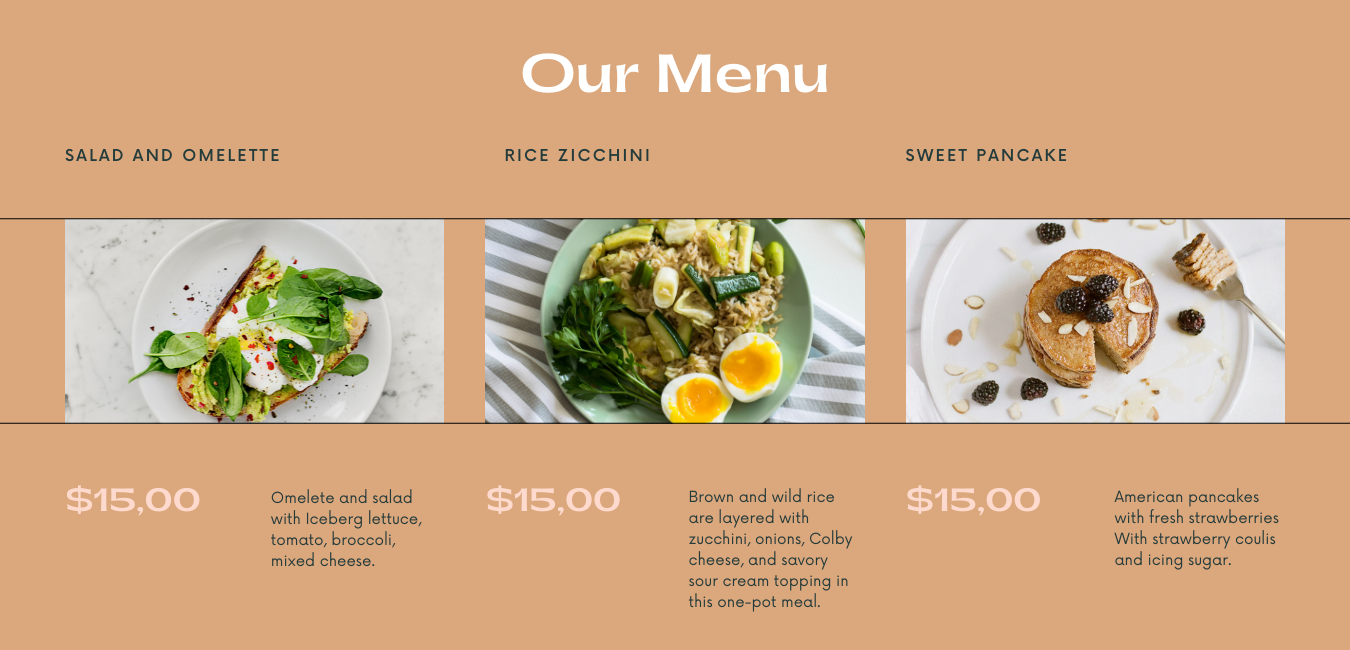 Our Menu
SALAD AND OMELETTE
RICE ZICCHINI
SWEET PANCAKE
$15,00
Omelete and salad
with Iceberg lettuce,
tomato, broccoli,
mixed cheese.
$15,00
Brown and wild rice
are layered with
zucchini, onions, Colby
cheese, and savory
sour cream topping in
this one-pot meal.
$15,00
American pancakes
with fresh strawberries
With strawberry coulis
and icing sugar.